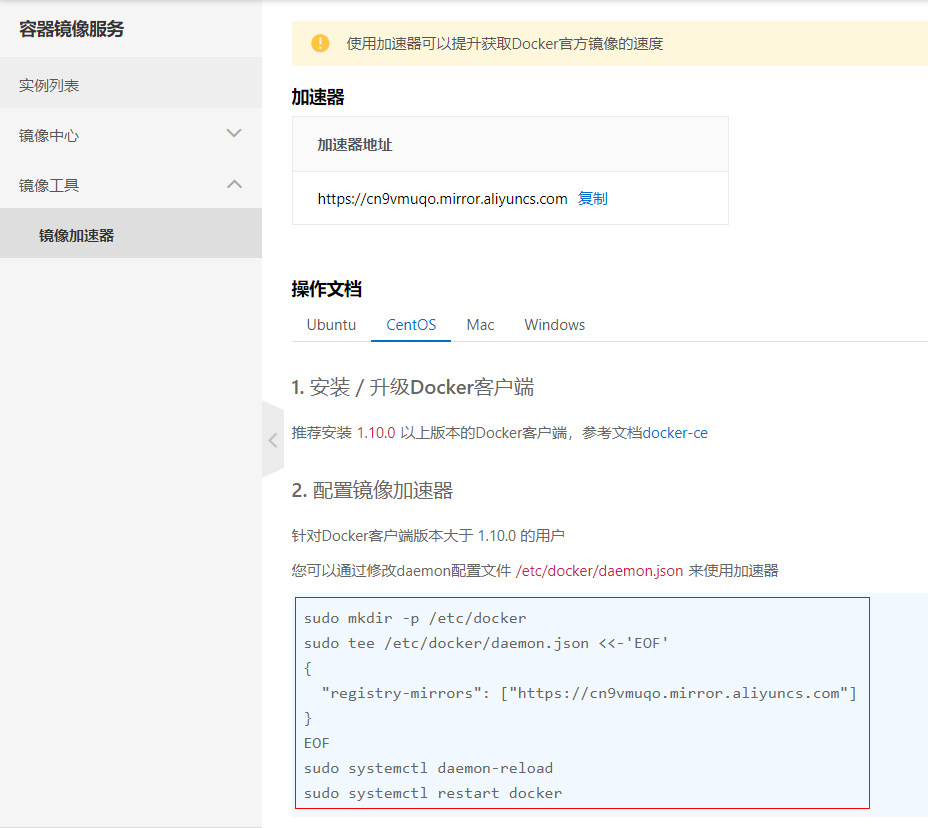 容器镜像服务
实例列表
镜像中心
镜像工具
镜像加速器
使用加速器可以提升获取Docker官方镜像的速度
加速器
加速器地址
https://cn9vmuqo.mirror.aliyuncs.com 复制
操作文档
Ubuntu CentOS Mac Windows
1. 安装 / 升级Docker客户端
推荐安装 1.10.0 以上版本的Docker客户端，参考文档docker-ce
2. 配置镜像加速器
针对Docker客户端版本大于 1.10.0 的用户
您可以通过修改daemon配置文件 /etc/docker/daemon.json 来使用加速器
sudo mkdir -p /etc/docker
sudo tee /etc/docker/daemon.json <<-'EOF'
{
  "registry-mirrors": ["https://cn9vmuqo.mirror.aliyuncs.com"]
}
EOF
sudo systemctl daemon-reload
sudo systemctl restart docker